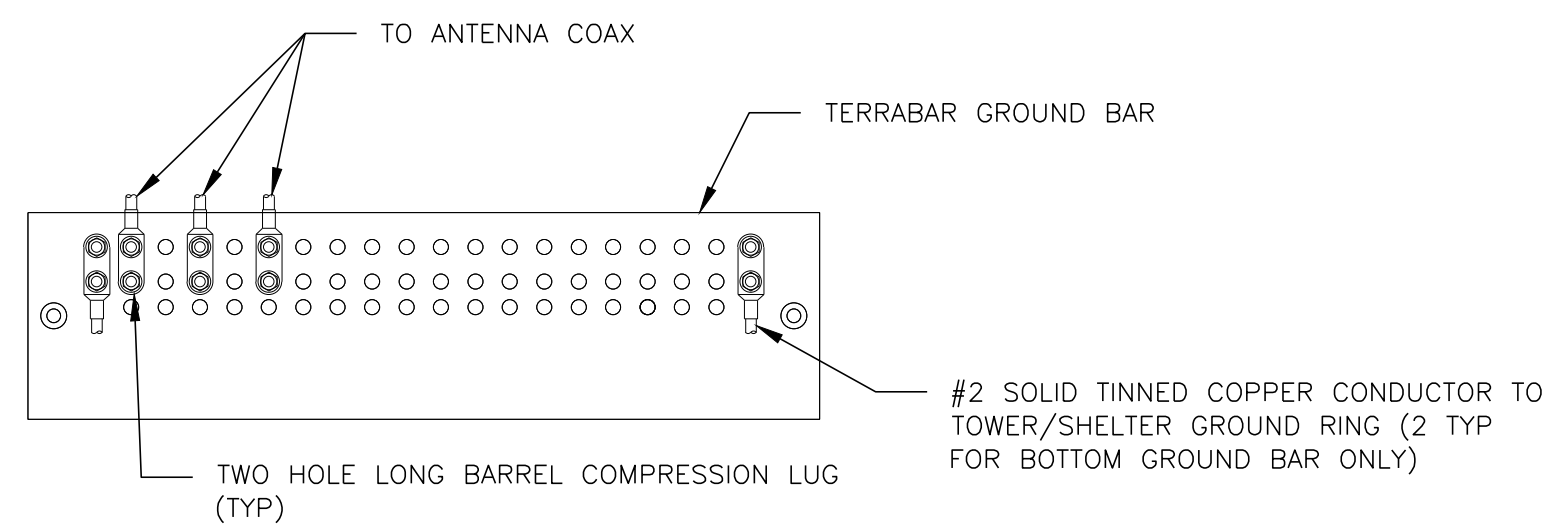 TO ANTENNA COAX
TERRABAR GROUND BAR
#2 SOLID TINNED COPPER CONDUCTOR TO
TOWER/SHELTER GROUND RING (2 TYP
FOR BOTTOM GROUND BAR ONLY)
TWO HOLE LONG BARREL COMPRESSION LUG
(TYP)